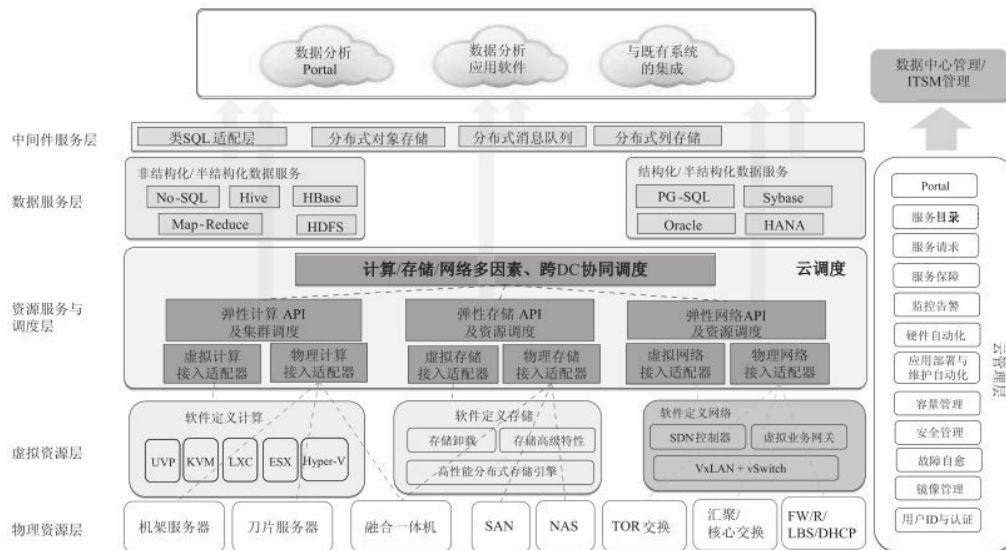 数据分析
Portal
数据分析
应用软件
与既有系统
的集成
数据中心管理/
ITSM管理
中间件服务层
类SQL适配层
分布式对象存储
分布式消息队列
分布式列存储
数据服务层
非结构化/半结构化数据服务
No-SQL
Hive
HBase
Map-Reduce
HDFS
结构化/半结构化数据服务
PG-SQL
Sybase
Oracle
HANA
资源服务与
调度层
计算/存储/网络多因素、跨DC协同调度
云调度
弹性计算 API
及集群调度
弹性存储 API
及资源调度
弹性网络API
及资源调度
虚拟计算
接入适配器
物理计算
接入适配器
虚拟存储
接入适配器
物理存储
接入适配器
虚拟网络
接入适配器
物理网络
接入适配器
虚拟资源层
软件定义计算
UVP
KVM
LXC
ESX
Hyper-V
软件定义存储
存储卸载
存储高级特性
高性能分布式存储引擎
软件定义网络
SDN控制器
虚拟业务网关
VxLAN + vSwitch
物理资源层
机架服务器
刀片服务器
融合一体机
SAN
NAS
TOR交换
汇聚/
核心交换
FW/R/
LBS/DHCP
Portal
服务目录
服务请求
服务保障
监控告警
硬件自动化
应用部署与
维护自动化
容量管理
安全管理
故障自愈
镜像管理
用户ID与认证
云管理层